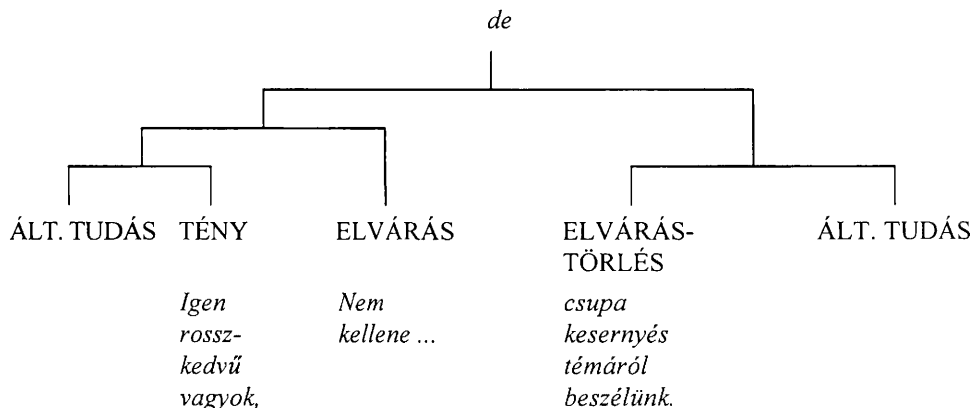 de
ÁLT. TUDÁS TÉNY ELVÁRÁS ELVÁRÁS- ÁLT. TUDÁS
TÖRLÉS
Igen Nem csupa
rossz- kellene ... kesernyés
kedvű témáról
vagyok, beszélünk.